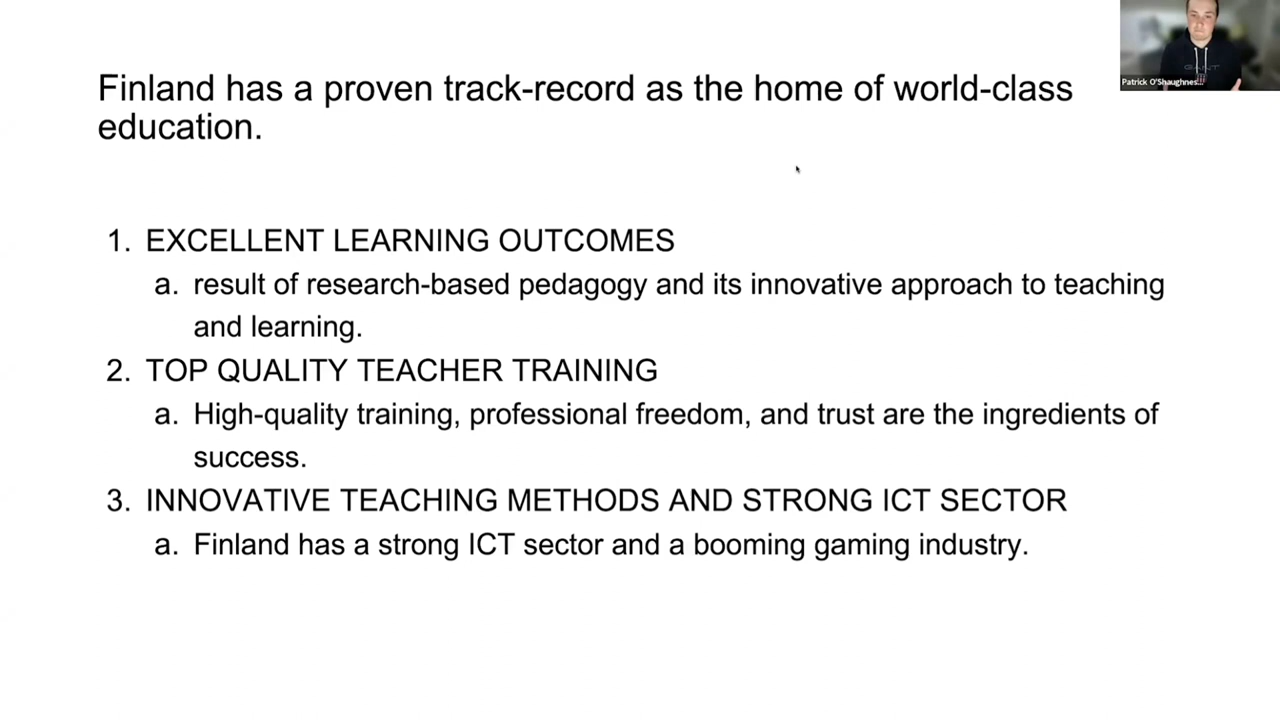 Finland has a proven track-record as the home of world-class
education.
Patrick O'Shaughnes...
1. EXCELLENT LEARNING OUTCOMES
a. result of research-based pedagogy and its innovative approach to teaching
and learning.
2. TOP QUALITY TEACHER TRAINING
a. High-quality training, professional freedom, and trust are the ingredients of
success.
3. INNOVATIVE TEACHING METHODS AND STRONG ICT SECTOR
a. Finland has a strong ICT sector and a booming gaming industry.